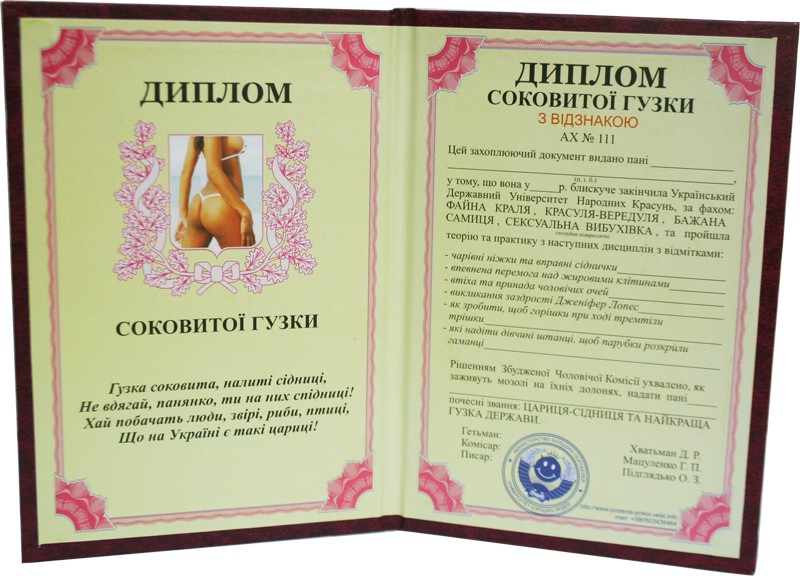 ДИПЛОМ
СОКОВИТОЇ ГУЗКИ
Гузка соковита, налиті сідниці,
Не вдягай, панянко, ти на них спідниці!
Хай побачать люди, звірі, риби, птиці,
Що на Україні є такі цариці!
ДИПЛОМ
СОКОВИТОЇ ГУЗКИ
З ВІДЗНАКОЮ
АХ № 111
Цей захоплюючий документ видано пані
(п. і. б.)
у тому, що вона у р. блискуче закінчила Український
Державний Університет Народних Красунь, за фахом:
ФАЙНА КРАЛЯ, КРАСУЛЯ-ВЕРЕДУЛЯ, БАЖАНА
САМИЦЯ, СЕКСУАЛЬНА ВИБУХІВКА, та пройшла
(потрібне підкреслити)
теорію та практику з наступних дисциплін з відмітками:
- чарівні ніжки та вправні сіднички
- впевнена перемога над жировими клітинами
- втіха та принада чоловічих очей
- викликання заздрості Дженіфер Лопес
- як зробити, щоб горішки при ході тремтіли
трішки
- які надіти дівчині штанці, щоб парубки розкрили
гаманці
Рішенням Збудженої Чоловічої Комісії ухвалено, як
заживуть мозолі на їхніх долонях, надати пані
почесні звання: ЦАРИЦЯ-СІДНИЦЯ ТА НАЙКРАЩА
ГУЗКА ДЕРЖАВИ.
Гетьман: Хватьман Д. Р.
Комісар: Мацуленко Г. П.
Писар: Підглядько О. З.